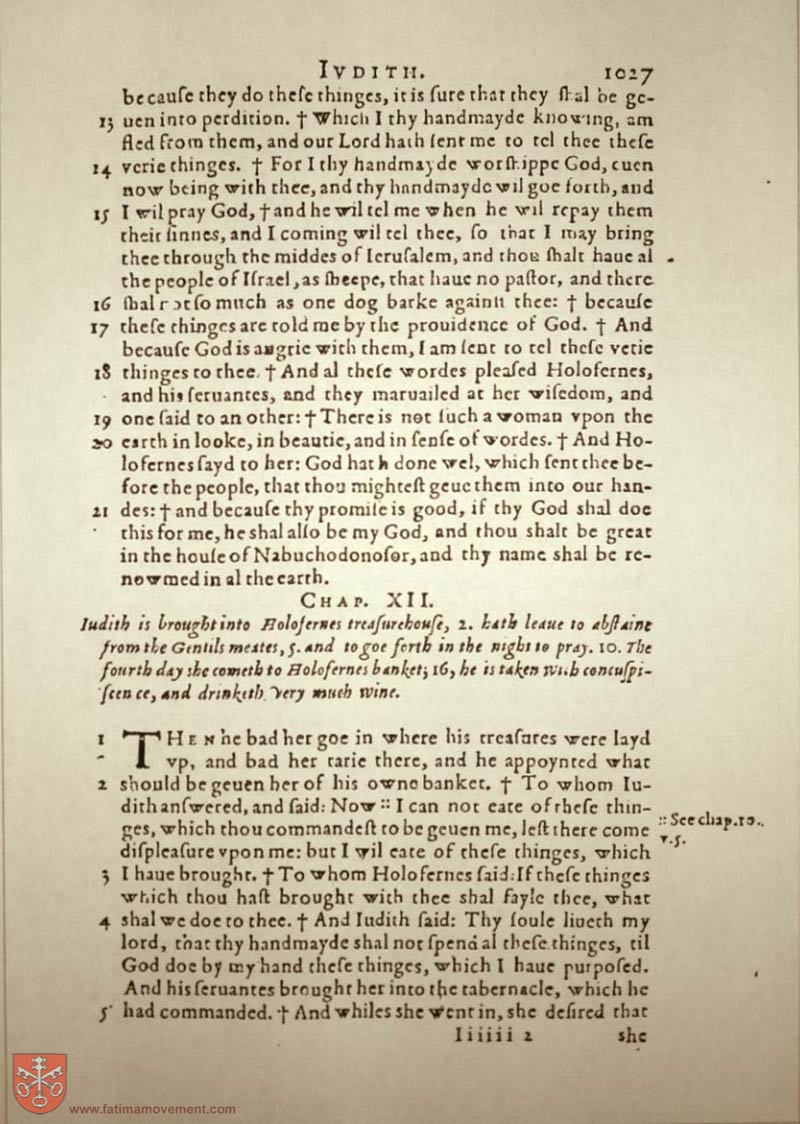 IVDITH. 1027
becauſe they do theſe thinges, it is ſure that they ſhal be ge-
13 uen into perdition. † Which I thy handmayde knowing, am
fled from them, and our Lord hath ſent me to tel thee theſe
14 verie thinges. † For I thy handmayde worſhippe God, euen
now being with thee, and thy handmayde wil goe forth, and
15 I wil pray God, † and he wil tel me when he wil repay them
their ſinnes, and I coming wil tel thee, ſo that I may bring
thee through the middes of Ieruſalem, and thou ſhalt haue al
the people of Iſrael, as ſheepe, that haue no paſtor, and there
16 ſhal not ſo much as one dog barke againſt thee: † becauſe
17 theſe thinges are told me by the prouidence of God. † And
becauſe God is angrie with them, I am ſent to tel theſe verie
18 thinges to thee. † And al theſe wordes pleaſed Holofernes,
and his ſeruantes, and they maruailed at her wiſedom, and
19 one ſaid to an other: † There is not ſuch a woman vpon the
20 earth in looke, in beautie, and in ſenſe of wordes. † And Ho-
lofernes ſayd to her: God hath done wel, which ſent thee be-
fore the people, that thou mighteſt geue them into our han-
21 des: † and becauſe thy promiſe is good, if thy God shal doe
this for me, he shal alſo be my God, and thou shalt be great
in the houſe of Nabuchodonoſor, and thy name shal be re-
nowmed in al the earth.
CHAP. XII.
Iudith is brought into Holofernes treaſurehouſe, 2. hath leaue to abſtaine
from the Gentils meates, 5. and to goe forth in the night to pray. 10. The
fourth day she cometh to Holofernes banket; 16, he is taken with concuſpi-
ſcence, and drinketh very much wine.
1 THEN he bad her goe in where his treaſures were layd
vp, and bad her tarie there, and he appoynted what
2 should be geuen her of his owne banket. † To whom Iu-
dith anſwered, and ſaid: Now :: I can not eate of theſe thin-
ges, which thou commandeſt to be geuen me, leſt there come
:: See chap. 10.
v. 5.
diſpleaſure vpon me: but I wil eate of theſe thinges, which
3 I haue brought. † To whom Holofernes ſaid: If theſe thinges
which thou haſt brought with thee shal fayle thee, what
4 shal we doe to thee. † And Iudith ſaid: Thy ſoule liueth my
lord, that thy handmayde shal not ſpend al theſe thinges, til
God doe by my hand theſe thinges, which I haue purpoſed.
And his ſeruantes brought her into the tabernacle, which he
5 had commanded. † And whiles she went in, she deſired that
Iiiiii 2 she
www.fatimamovement.com